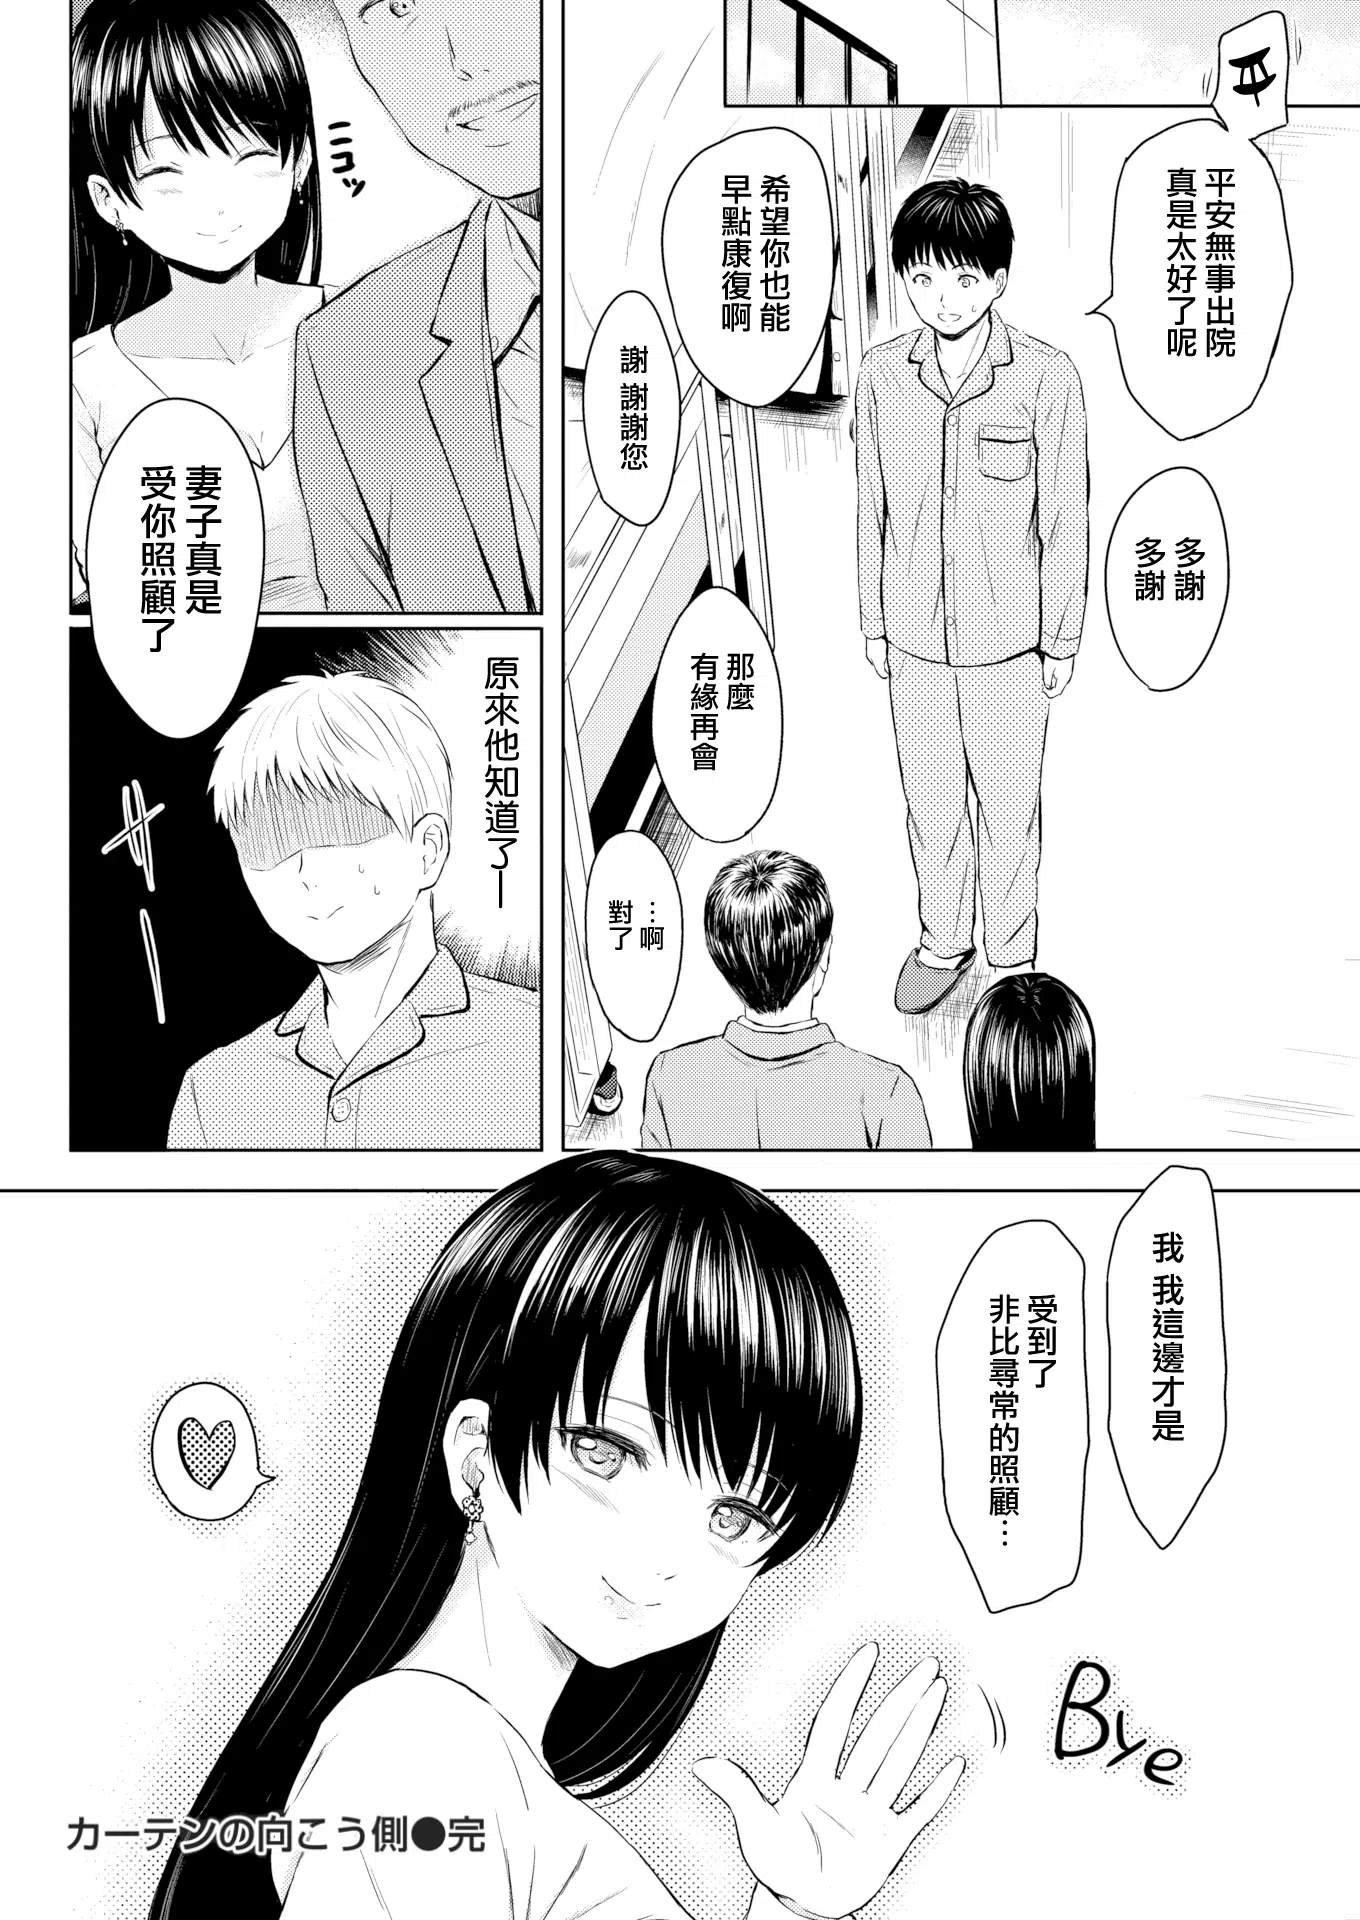 平安無事出院
真是太好了呢
多謝
多謝
希望你也能
早點康復啊
謝 謝謝您
那麼
有緣再會
…啊
對了
ニコッ
妻子真是
受你照顧了
原來他知道了—
我 我這邊才是
受到了
非比尋常的照顧…
Bye
カーテンの向こう側●完